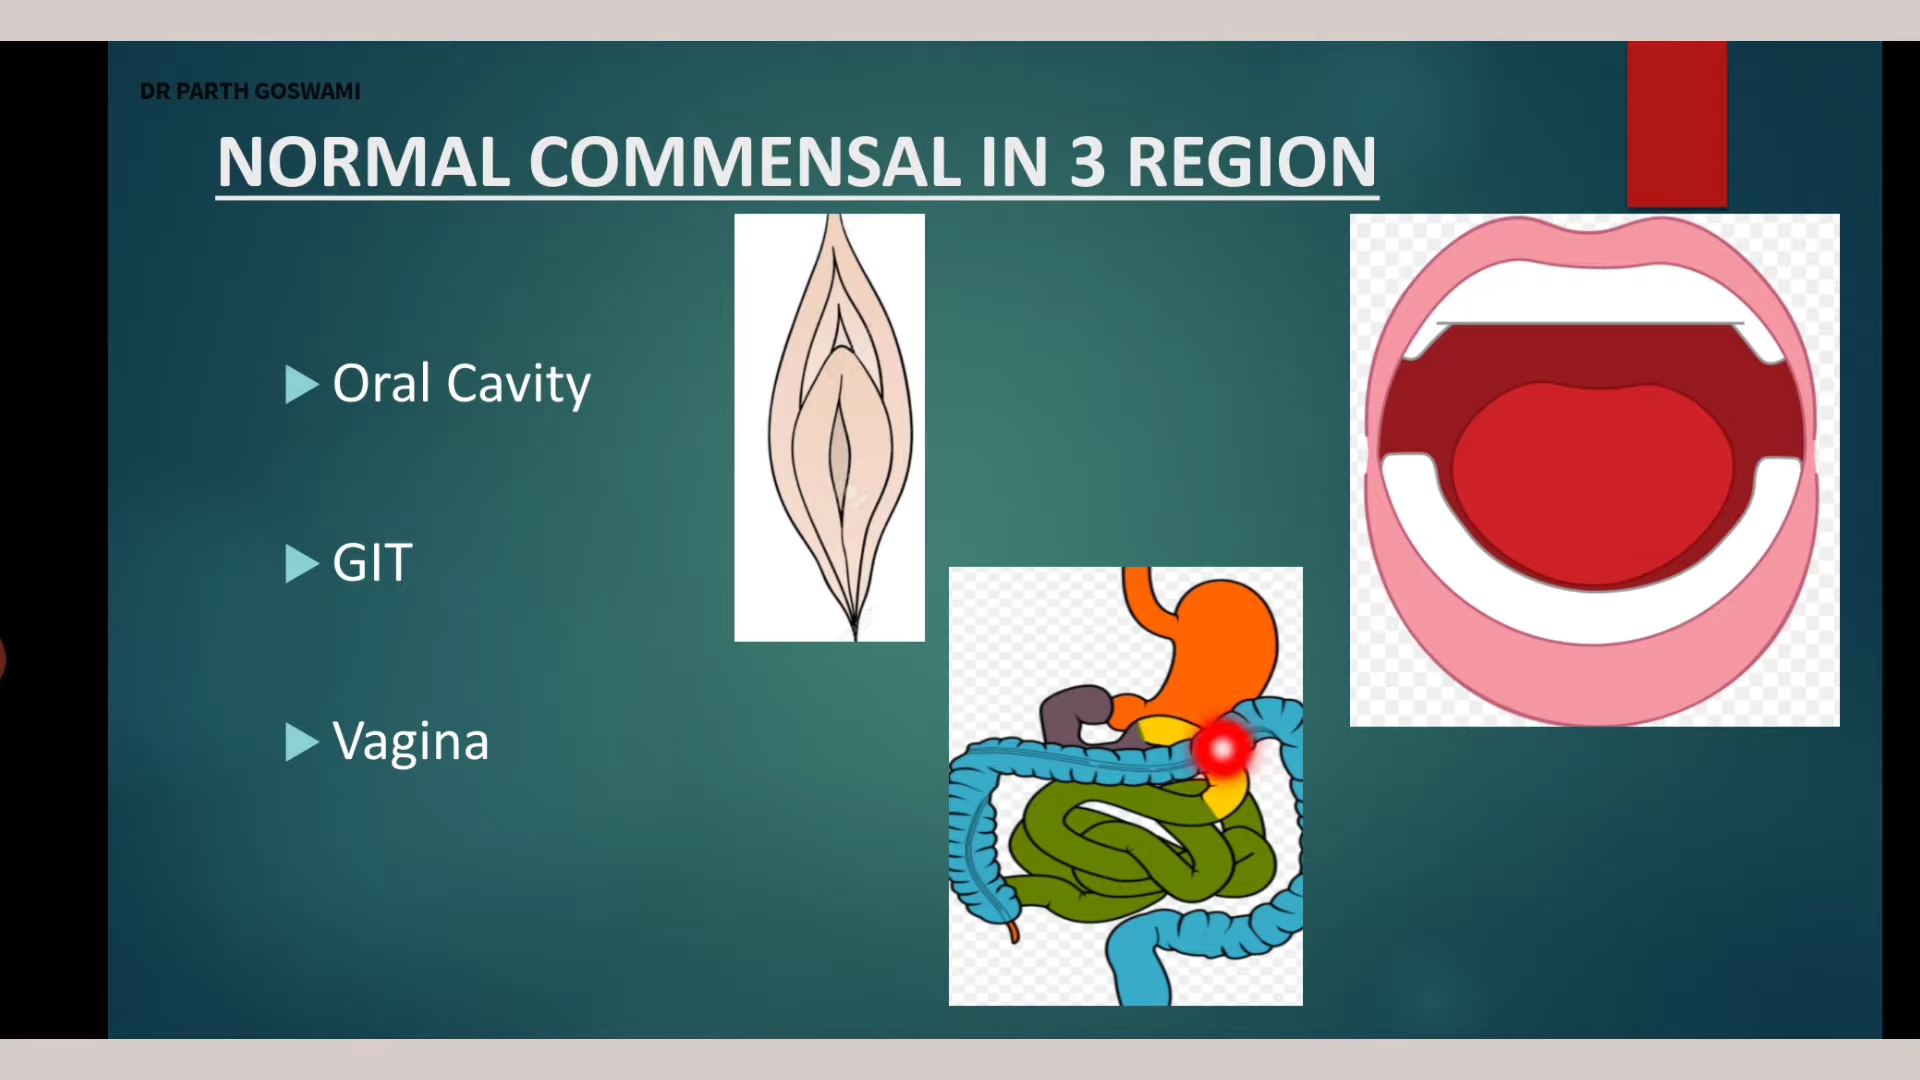 DR PARTH GOSWAMI
NORMAL COMMENSAL IN 3 REGION
Oral Cavity
GIT
Vagina